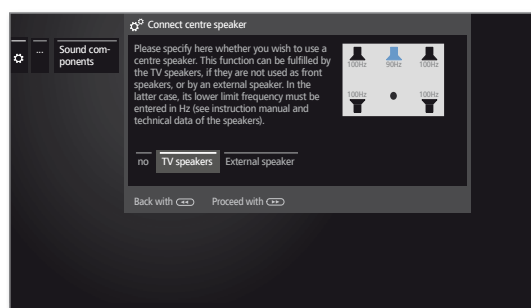 Connect centre speaker
...
Sound com-
ponents
Please specify here whether you wish to use a
centre speaker. This function can be fulfilled by
the TV speakers, if they are not used as front
speakers, or by an external speaker. In the
latter case, its lower limit frequency must be
entered in Hz (see instruction manual and
technical data of the speakers).
100Hz 90Hz 100Hz
100Hz 100Hz
no TV speakers External speaker
Back with Proceed with